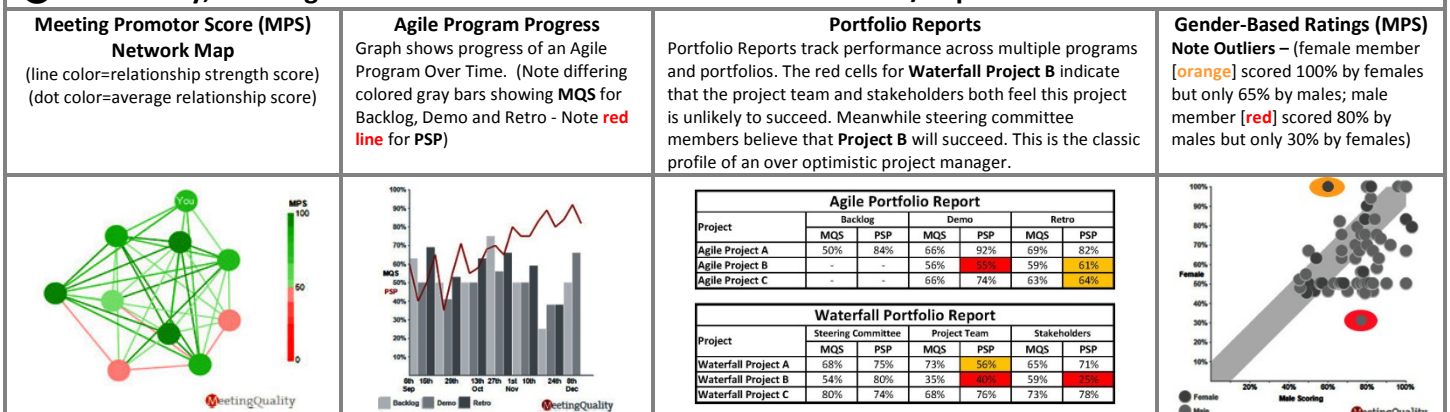 Meeting Promotor Score (MPS)
Network Map
(line color=relationship strength score)
(dot color=average relationship score)
Agile Program Progress
Graph shows progress of an Agile
Program Over Time. (Note differing
colored gray bars showing MQS for
Backlog, Demo and Retro - Note red
line for PSP)
Portfolio Reports
Portfolio Reports track performance across multiple programs
and portfolios. The red cells for Waterfall Project B indicate
that the project team and stakeholders both feel this project
is unlikely to succeed. Meanwhile steering committee
members believe that Project B will succeed. This is the classic
profile of an over optimistic project manager.
Gender-Based Ratings (MPS)
Note Outliers – (female member
[orange] scored 100% by females
but only 65% by males; male
member [red] scored 80% by
males but only 30% by females)
You
MPS
100
50
0
MeetingQuality
100%
90%
80%
70%
60%
MQS
50%
PSP
40%
30%
20%
10%
6th 15th 29th 13th 27th 1st 10th 24th 8th
Sep Oct Nov Dec
Backlog Demo Retro
MeetingQuality
Agile Portfolio Report
Project Backlog Demo Retro
MQS PSP MQS PSP MQS PSP
Agile Project A 50% 84% 66% 92% 69% 82%
Agile Project B - - 56% 55% 59% 61%
Agile Project C - - 66% 74% 63% 64%
Waterfall Portfolio Report
Project Steering Committee Project Team Stakeholders
MQS PSP MQS PSP MQS PSP
Waterfall Project A 68% 75% 73% 56% 65% 71%
Waterfall Project B 54% 80% 35% 40% 59% 25%
Waterfall Project C 80% 74% 68% 76% 73% 78%
100%
90%
80%
70%
60%
Female
50%
40%
30%
20%
10%
20% 40% 60% 80% 100%
Male Scoring
Female
Male
MeetingQuality